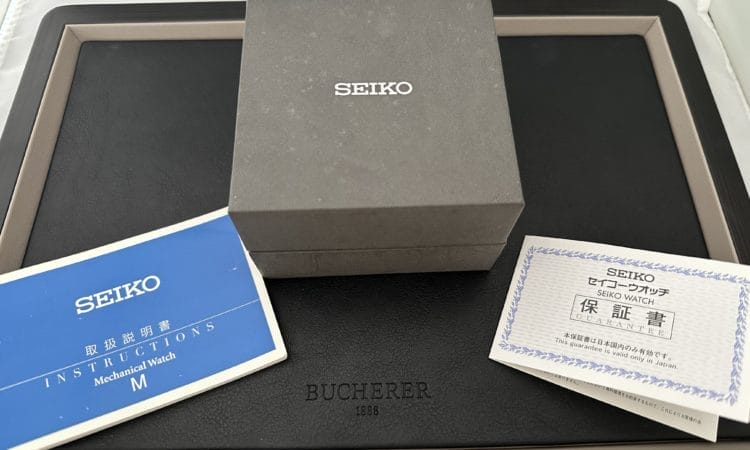 SEIKO
SEIKO
取扱説明書
INSTRUCTIONS
Mechanical Watch
M
SEIKO
セイコーウオッチ
SEIKO WATCH
保証書
GUARANTEE
本保証書は日本国内のみ有効です。
This guarantee is valid only in Japan.
BUCHERER
1888